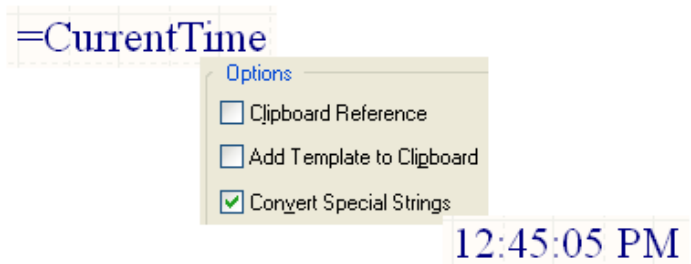 =CurrentTime
Options
Clipboard Reference
Add Template to Clipboard
Convert Special Strings
12:45:05 PM